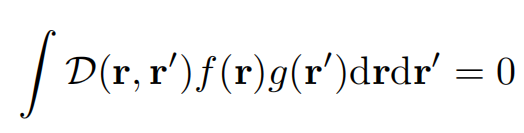 ∫ 𝒟(𝐫, 𝐫′)f(𝐫)g(𝐫′)d𝐫d𝐫′ = 0